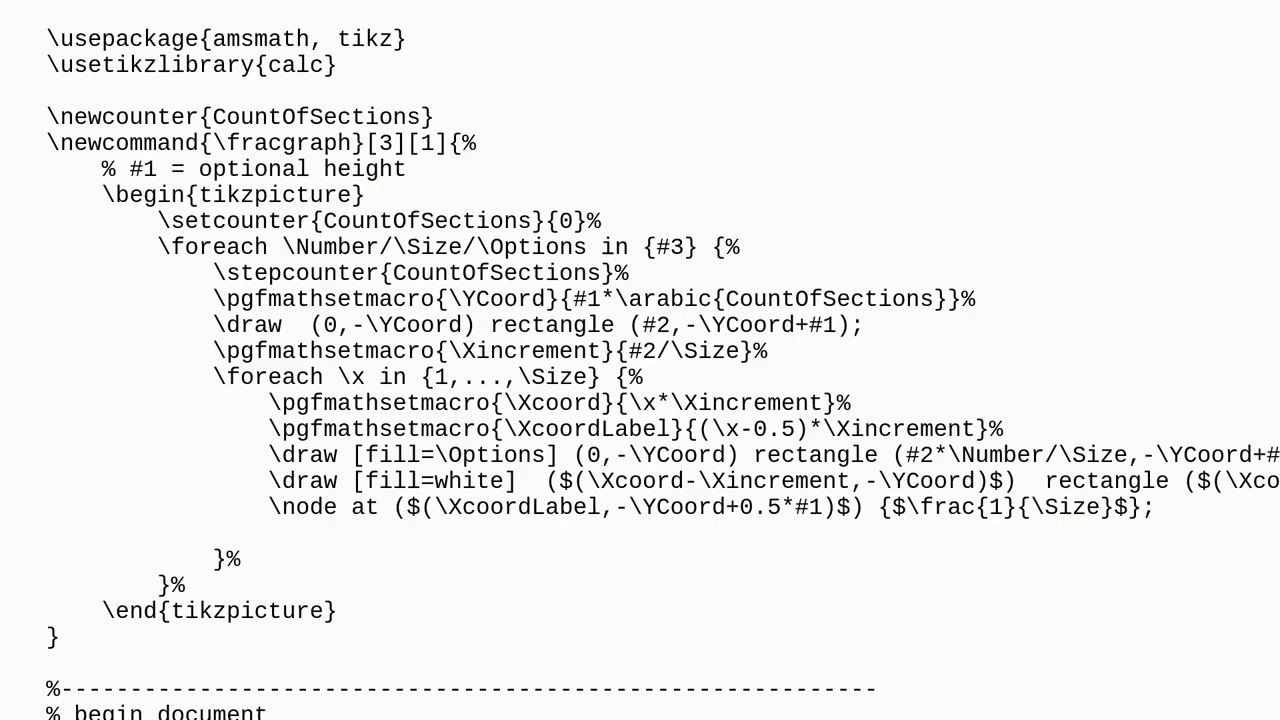 \usepackage{amsmath, tikz}
\usetikzlibrary{calc}

\newcounter{CountOfSections}
\newcommand{\fracgraph}[3][1]{%
    % #1 = optional height
    \begin{tikzpicture}
        \setcounter{CountOfSections}{0}%
        \foreach \Number/\Size/\Options in {#3} {%
            \stepcounter{CountOfSections}%
            \pgfmathsetmacro{\YCoord}{#1*\arabic{CountOfSections}}%
            \draw  (0,-\YCoord) rectangle (#2,-\YCoord+#1);
            \pgfmathsetmacro{\Xincrement}{#2/\Size}%
            \foreach \x in {1,...,\Size} {%
                \pgfmathsetmacro{\Xcoord}{\x*\Xincrement}%
                \pgfmathsetmacro{\XcoordLabel}{(\x-0.5)*\Xincrement}%
                \draw [fill=\Options] (0,-\YCoord) rectangle (#2*\Number/\Size,-\YCoord+#
                \draw [fill=white]  ($(\Xcoord-\Xincrement,-\YCoord)$)  rectangle ($(\Xco
                \node at ($(\XcoordLabel,-\YCoord+0.5*#1)$) {$\frac{1}{\Size}$};

            }%
        }%
    \end{tikzpicture}
}

%-----------------------------------------------------------
% begin document